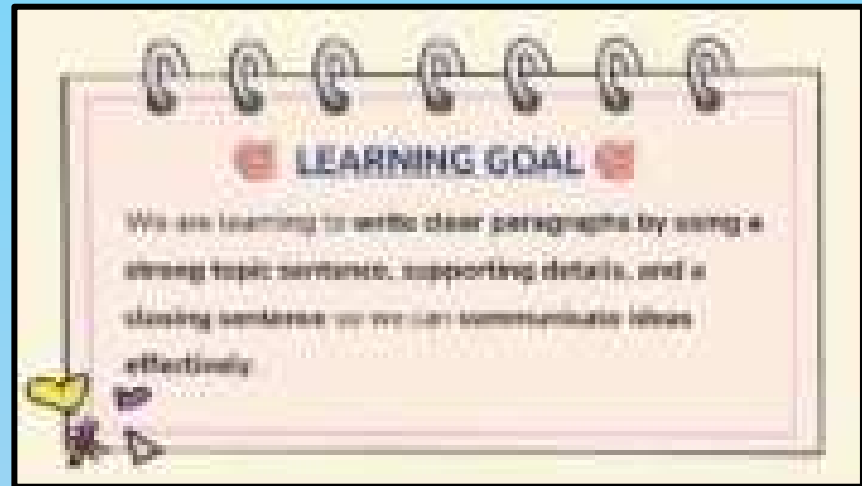 LEARNING GOAL
We are learning to write clear paragraphs by using a
strong topic sentence, supporting details, and a
closing sentence so we can communicate ideas
effectively.